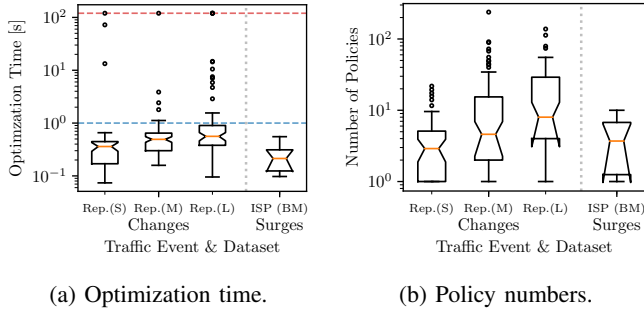 Optimization Time [s]
10²
10¹
10⁰
10⁻¹
Rep.(S) Rep.(M) Rep.(L) ISP (BM)
Changes Surges
Traffic Event & Dataset
(a) Optimization time.
Number of Policies
10²
10¹
10⁰
Rep.(S) Rep.(M) Rep.(L) ISP (BM)
Changes Surges
Traffic Event & Dataset
(b) Policy numbers.